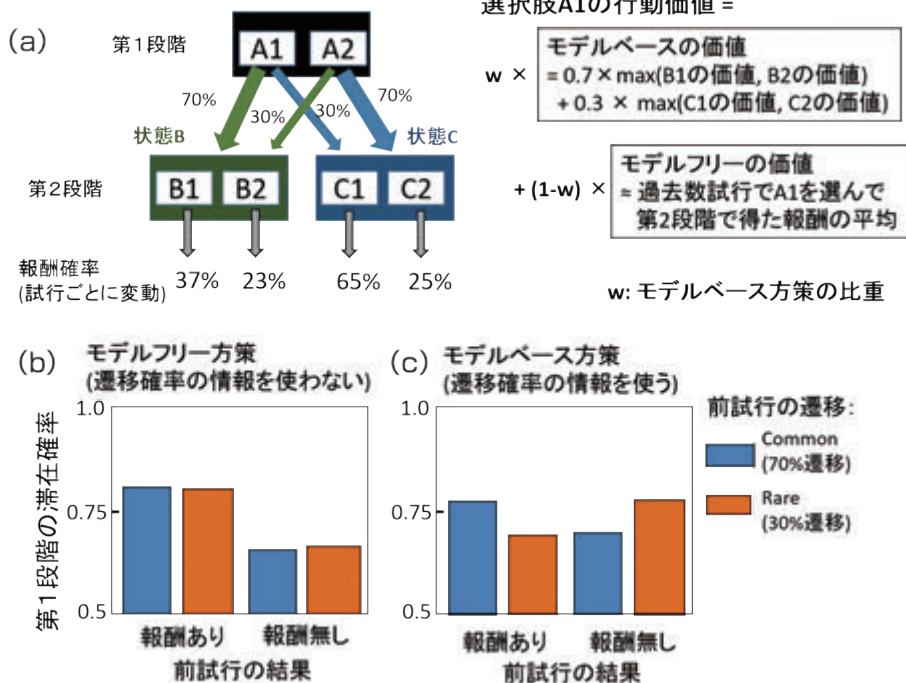 選択肢A1の行動価値 =
(a)
第1段階
A1 A2
70% 30% 30% 70%
状態B 状態C
第2段階
B1 B2 C1 C2
報酬確率
(試行ごとに変動)
37% 23% 65% 25%
w ×
モデルベースの価値
= 0.7 × max(B1の価値, B2の価値)
+ 0.3 × max(C1の価値, C2の価値)
+ (1-w) ×
モデルフリーの価値
≈ 過去数試行でA1を選んで
第2段階で得た報酬の平均
w: モデルベース方策の比重
(b) モデルフリー方策
(遷移確率の情報を使わない)
第1段階の滞在確率
1.0
0.75
0.5
報酬あり 報酬無し
前試行の結果
(c) モデルベース方策
(遷移確率の情報を使う)
1.0
0.75
0.5
報酬あり 報酬無し
前試行の結果
前試行の遷移:
Common
(70%遷移)
Rare
(30%遷移)